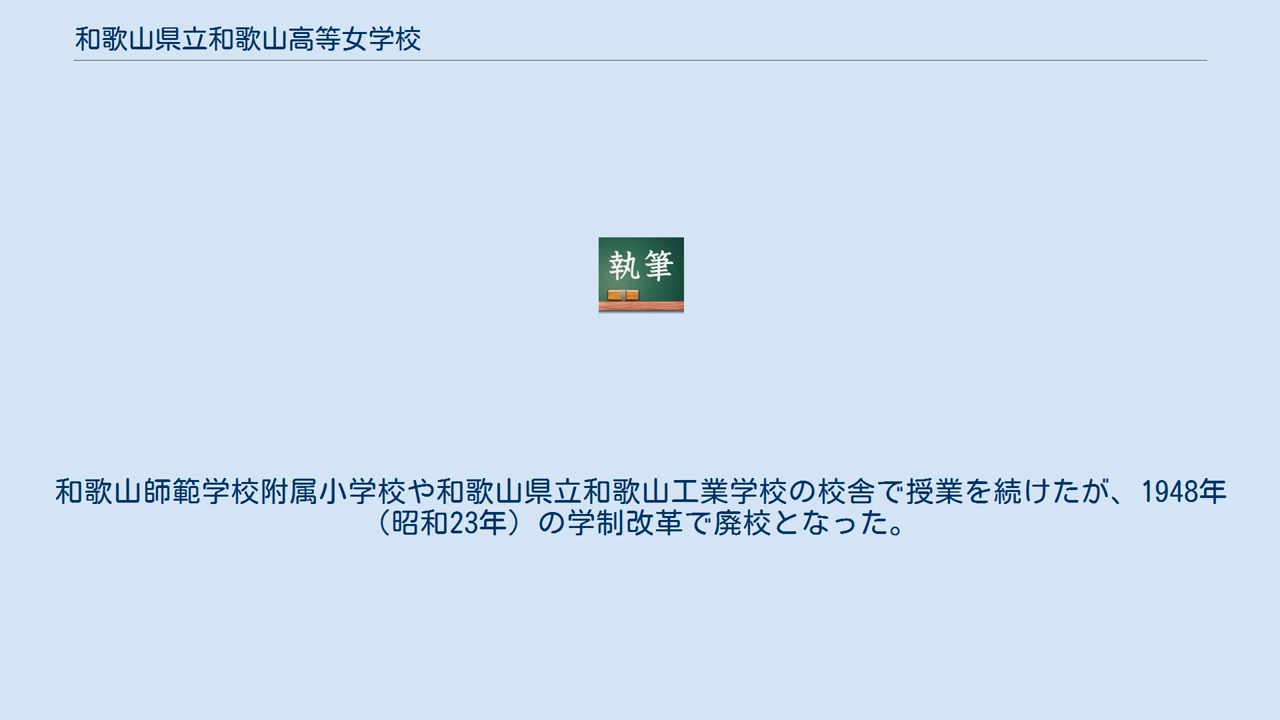 和歌山県立和歌山高等女学校
執筆
和歌山師範学校附属小学校や和歌山県立和歌山工業学校の校舎で授業を続けたが、1948年
（昭和23年）の学制改革で廃校となった。